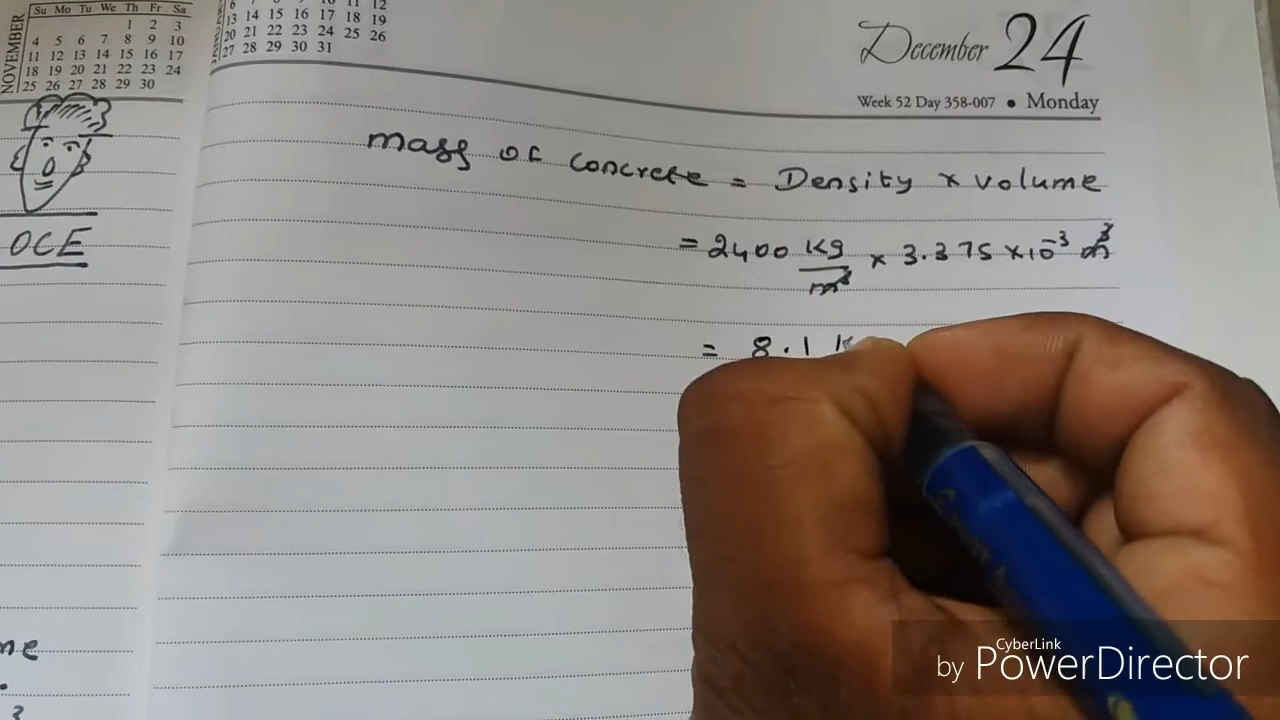 NOVEMBER
Su Mo Tu We Th Fr Sa
1 2 3
4 5 6 7 8 9 10
11 12 13 14 15 16 17
18 19 20 21 22 23 24
25 26 27 28 29 30
13 14 15 16 17 18 19
20 21 22 23 24 25 26
27 28 29 30 31
December 24
Week 52 Day 358-007 • Monday
OCE
mass of concrete = Density × volume
= 2400 kg/m³ × 3.375 × 10⁻³ m³
= 8.1 k
CyberLink
by PowerDirector